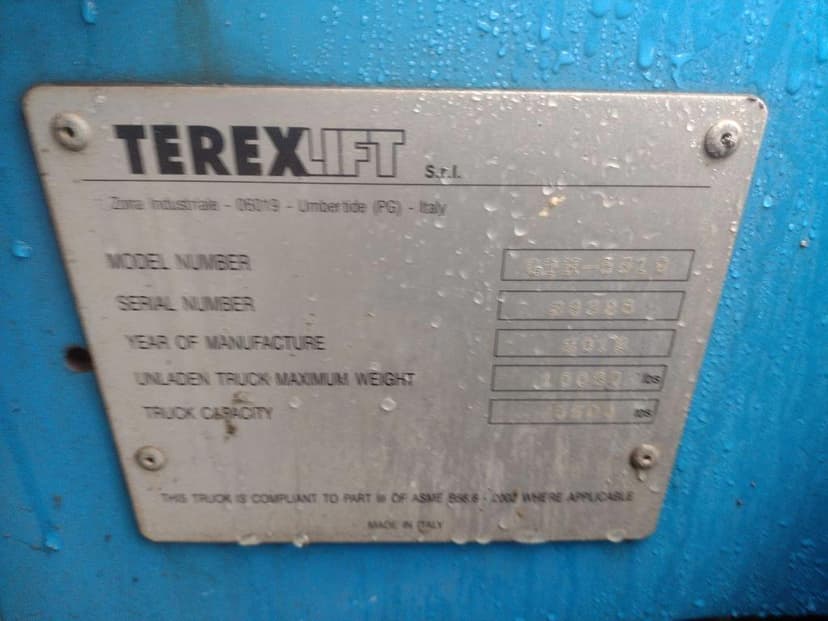 TEREXLIFT S.r.l.
Zona Industriale - 06019 - Umbertide (PG) - Italy
MODEL NUMBER
SERIAL NUMBER
YEAR OF MANUFACTURE
UNLADEN TRUCK MAXIMUM WEIGHT lbs
TRUCK CAPACITY lbs
THIS TRUCK IS COMPLIANT TO PART III OF ASME B56.6 - 2002 WHERE APPLICABLE
MADE IN ITALY